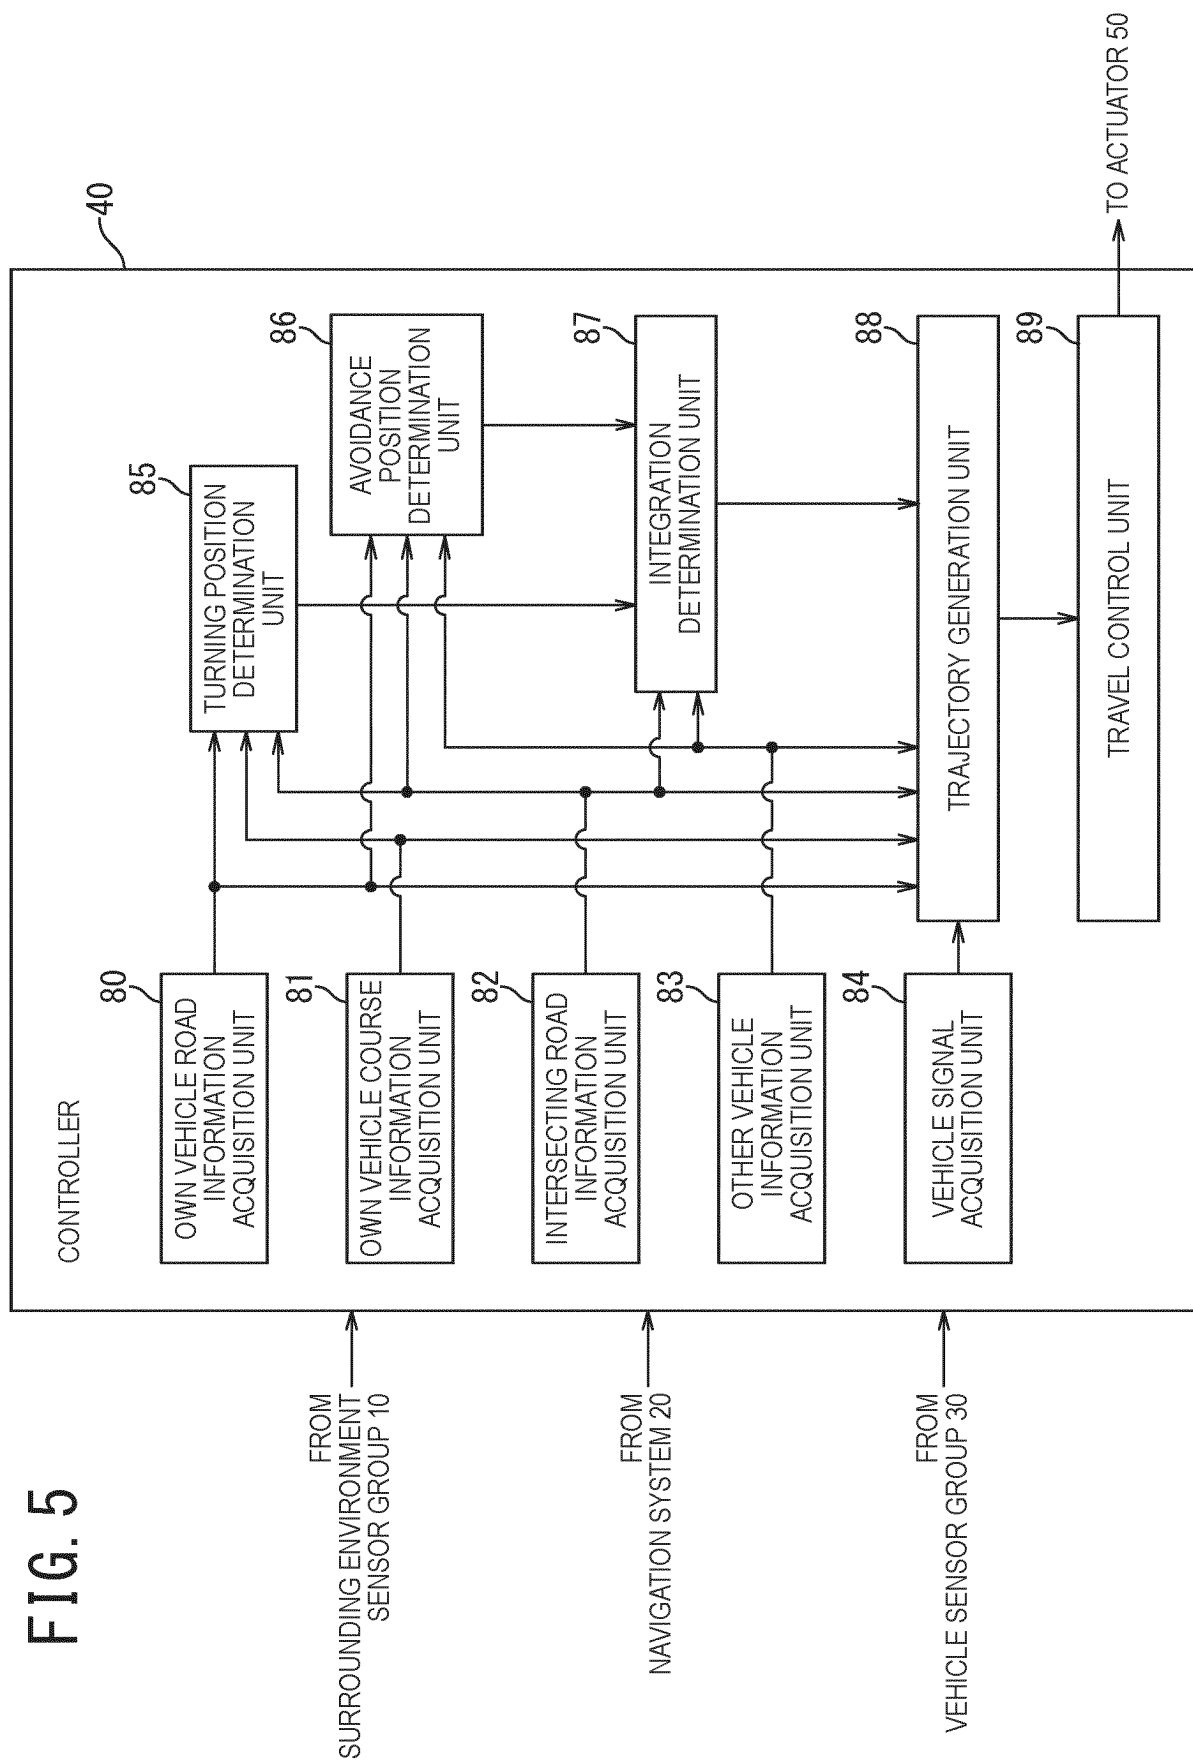 FIG. 5
40
CONTROLLER
FROM
SURROUNDING ENVIRONMENT
SENSOR GROUP 10
FROM
NAVIGATION SYSTEM 20
FROM
VEHICLE SENSOR GROUP 30
80
OWN VEHICLE ROAD
INFORMATION
ACQUISITION UNIT
81
OWN VEHICLE COURSE
INFORMATION
ACQUISITION UNIT
82
INTERSECTING ROAD
INFORMATION
ACQUISITION UNIT
83
OTHER VEHICLE
INFORMATION
ACQUISITION UNIT
84
VEHICLE SIGNAL
ACQUISITION UNIT
85
TURNING POSITION
DETERMINATION
UNIT
86
AVOIDANCE
POSITION
DETERMINATION
UNIT
87
INTEGRATION
DETERMINATION UNIT
88
TRAJECTORY GENERATION UNIT
89
TRAVEL CONTROL UNIT
TO ACTUATOR 50